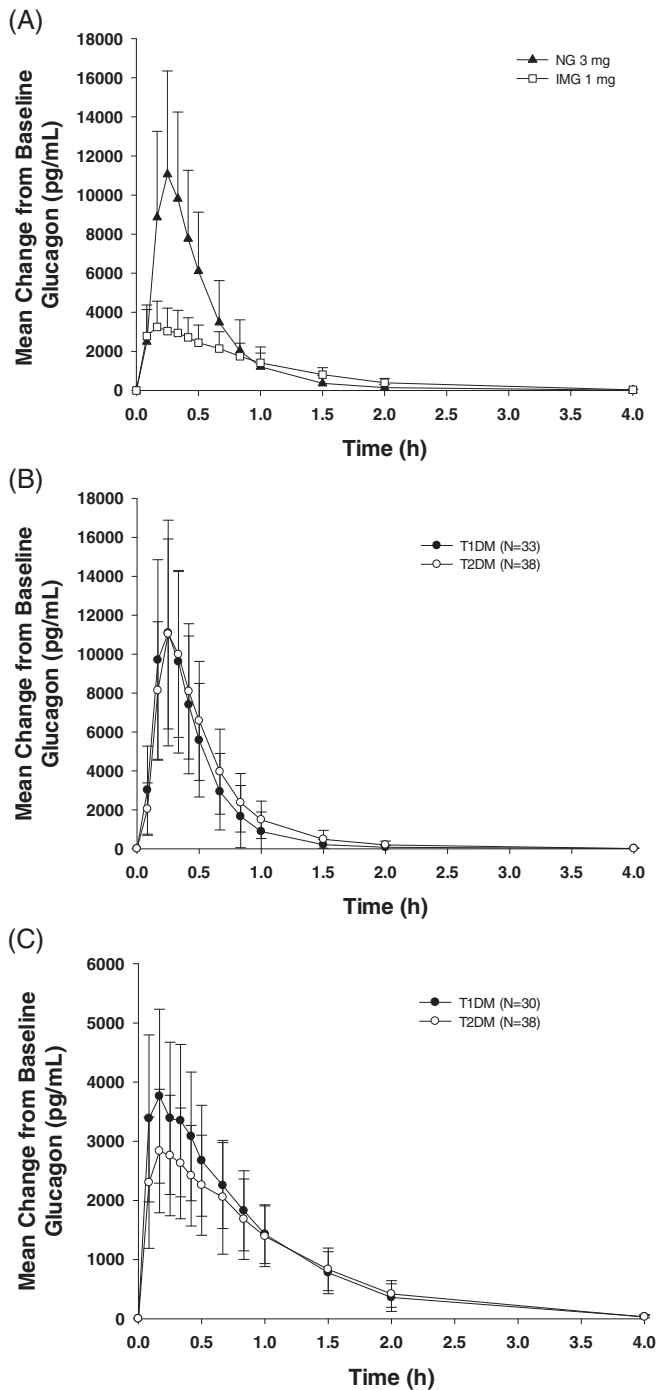 (A)
Mean Change from Baseline
Glucagon (pg/mL)
18000
16000
14000
12000
10000
8000
6000
4000
2000
0
NG 3 mg
IMG 1 mg
0.0 0.5 1.0 1.5 2.0 2.5 3.0 3.5 4.0
Time (h)
(B)
Mean Change from Baseline
Glucagon (pg/mL)
18000
16000
14000
12000
10000
8000
6000
4000
2000
0
T1DM (N=33)
T2DM (N=38)
0.0 0.5 1.0 1.5 2.0 2.5 3.0 3.5 4.0
Time (h)
(C)
Mean Change from Baseline
Glucagon (pg/mL)
6000
5000
4000
3000
2000
1000
0
T1DM (N=30)
T2DM (N=38)
0.0 0.5 1.0 1.5 2.0 2.5 3.0 3.5 4.0
Time (h)